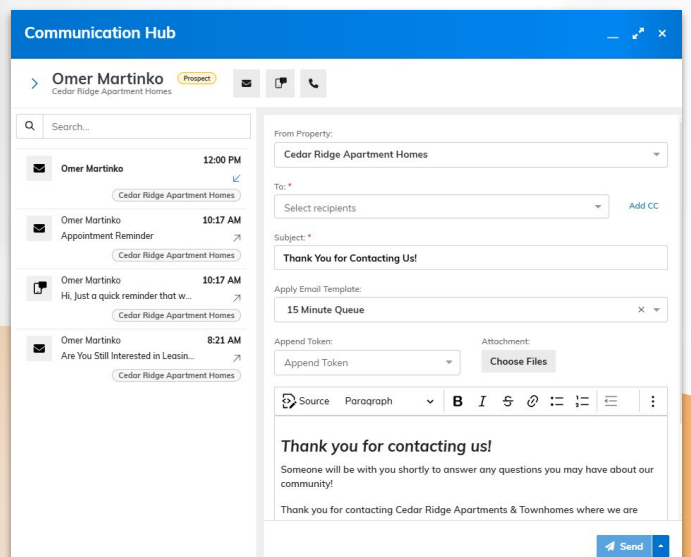 Communication Hub
Omer Martinko Prospect
Cedar Ridge Apartment Homes
Search...
Omer Martinko 12:00 PM
Cedar Ridge Apartment Homes
Omer Martinko 10:17 AM
Appointment Reminder
Cedar Ridge Apartment Homes
Omer Martinko 10:17 AM
Hi, Just a quick reminder that w...
Cedar Ridge Apartment Homes
Omer Martinko 8:21 AM
Are You Still Interested in Leasin...
Cedar Ridge Apartment Homes
From Property:
Cedar Ridge Apartment Homes
To: *
Select recipients Add CC
Subject: *
Thank You for Contacting Us!
Apply Email Template:
15 Minute Queue
Append Token: Attachment:
Append Token Choose Files
Source Paragraph B I S
Thank you for contacting us!
Someone will be with you shortly to answer any questions you may have about our
community!
Thank you for contacting Cedar Ridge Apartments & Townhomes where we are
Send